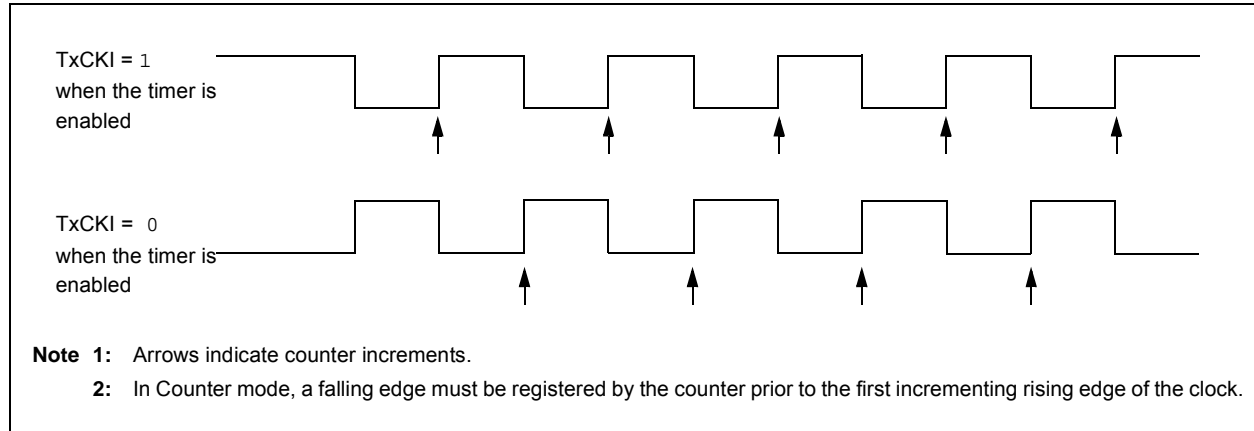 TxCKI = 1
when the timer is
enabled
TxCKI = 0
when the timer is
enabled
Note 1: Arrows indicate counter increments.
2: In Counter mode, a falling edge must be registered by the counter prior to the first incrementing rising edge of the clock.